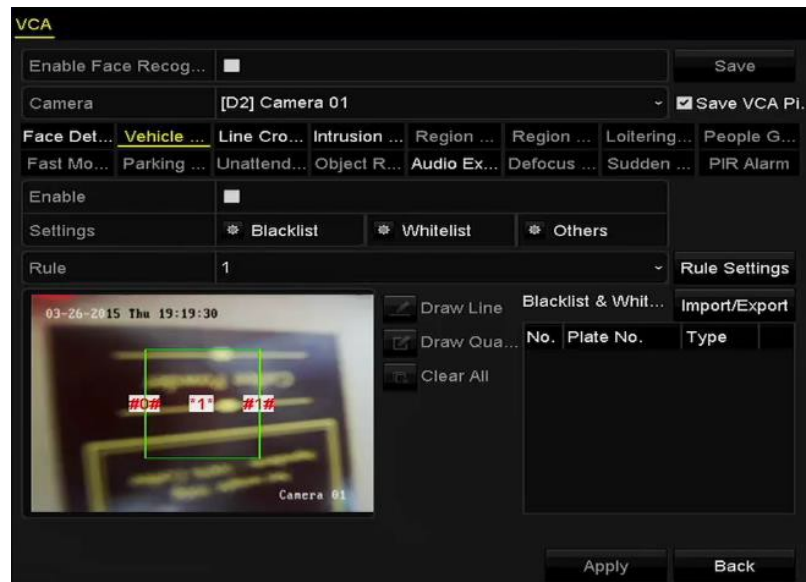 VCA
Enable Face Recog... Save
Camera [D2] Camera 01 Save VCA Pi.
Face Det... Vehicle ... Line Cro... Intrusion ... Region ... Region ... Loitering... People G...
Fast Mo... Parking ... Unattend... Object R... Audio Ex... Defocus ... Sudden ... PIR Alarm
Enable
Settings Blacklist Whitelist Others
Rule 1 Rule Settings
03-26-2015 Thu 19:19:30
#0# *1* #1#
Camera 01
Draw Line
Draw Qua...
Clear All
Blacklist & Whit... Import/Export
No. Plate No. Type
Apply Back